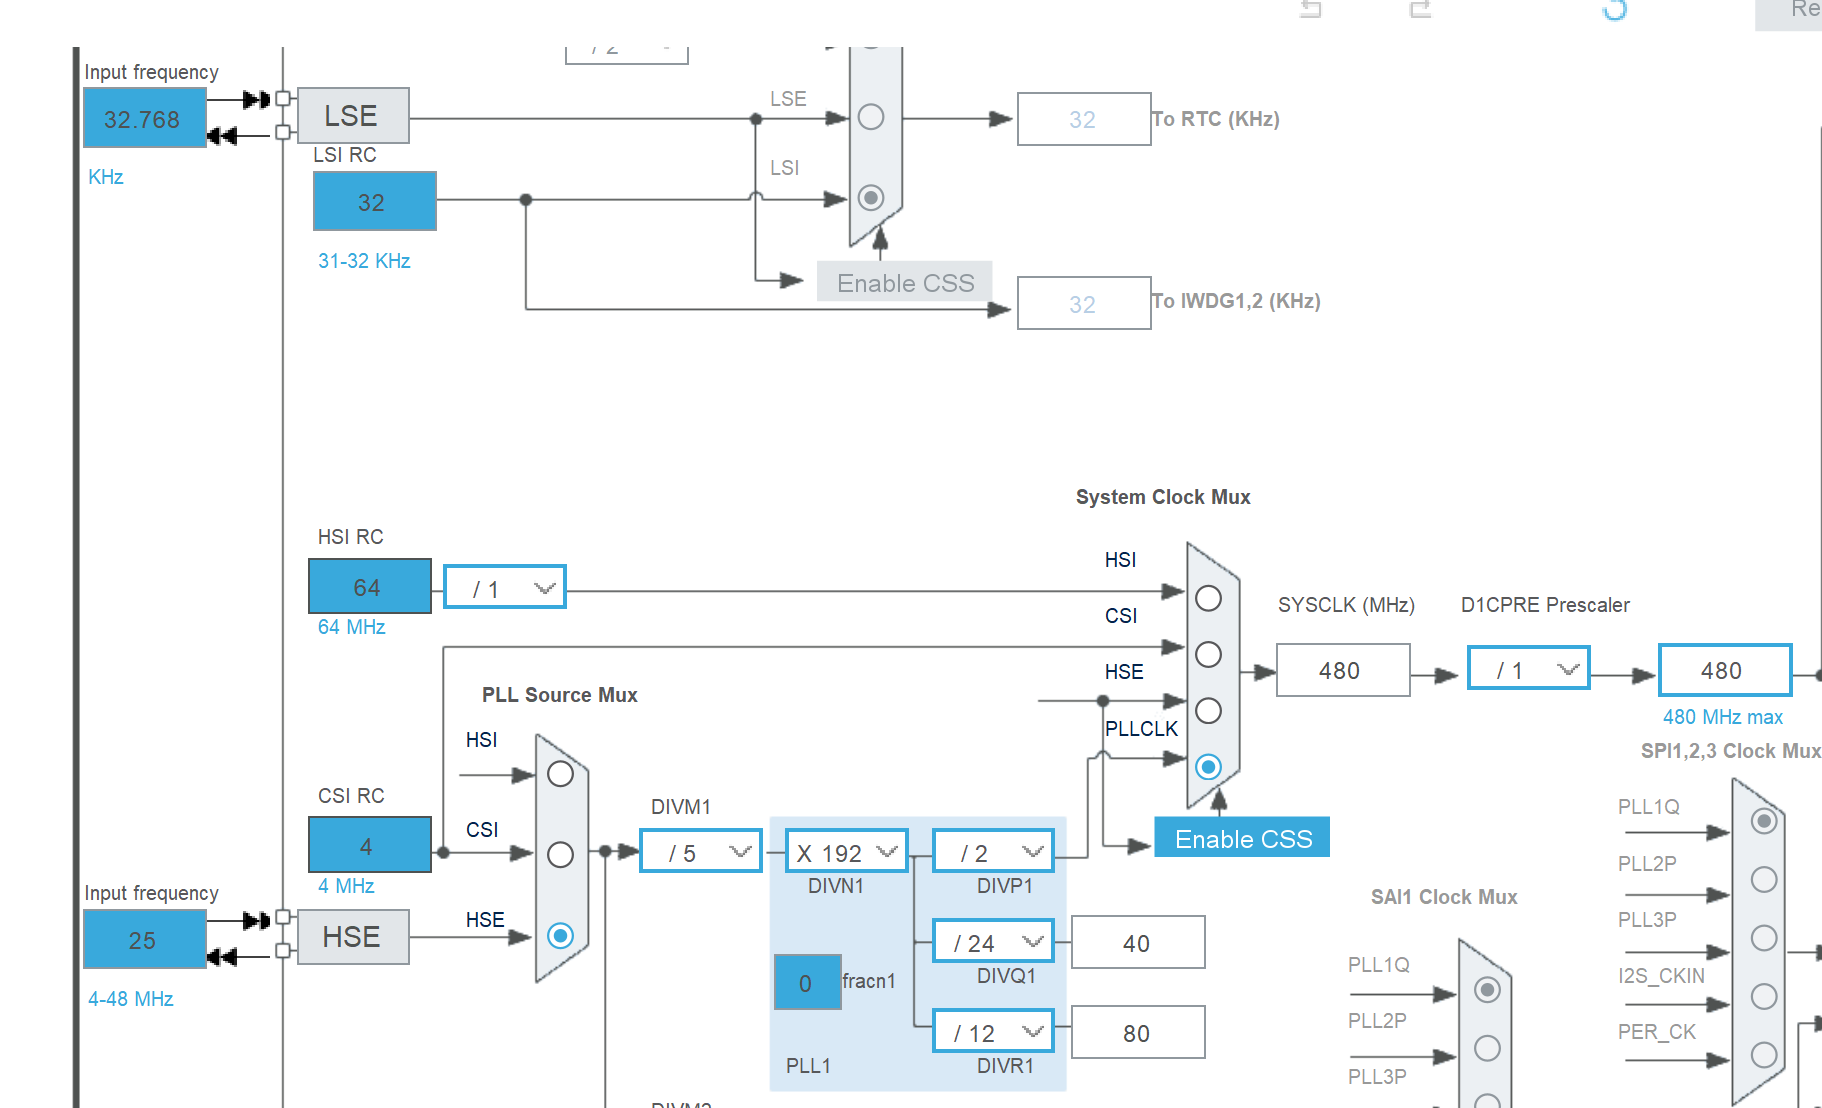 Re
/ 2
Input frequency
32.768
KHz
LSE
LSI RC
32
31-32 KHz
LSE
LSI
32
To RTC (KHz)
Enable CSS
32
To IWDG1,2 (KHz)
System Clock Mux
HSI RC
64
/ 1
64 MHz
HSI
CSI
HSE
PLLCLK
SYSCLK (MHz)
480
D1CPRE Prescaler
/ 1
480
480 MHz max
PLL Source Mux
HSI
CSI
HSE
CSI RC
4
4 MHz
Input frequency
25
4-48 MHz
HSE
DIVM1
/ 5
X 192
DIVN1
/ 2
DIVP1
Enable CSS
/ 24
DIVQ1
40
0
fracn1
/ 12
DIVR1
80
PLL1
SAI1 Clock Mux
PLL1Q
PLL2P
PLL3P
SPI1,2,3 Clock Mux
PLL1Q
PLL2P
PLL3P
I2S_CKIN
PER_CK